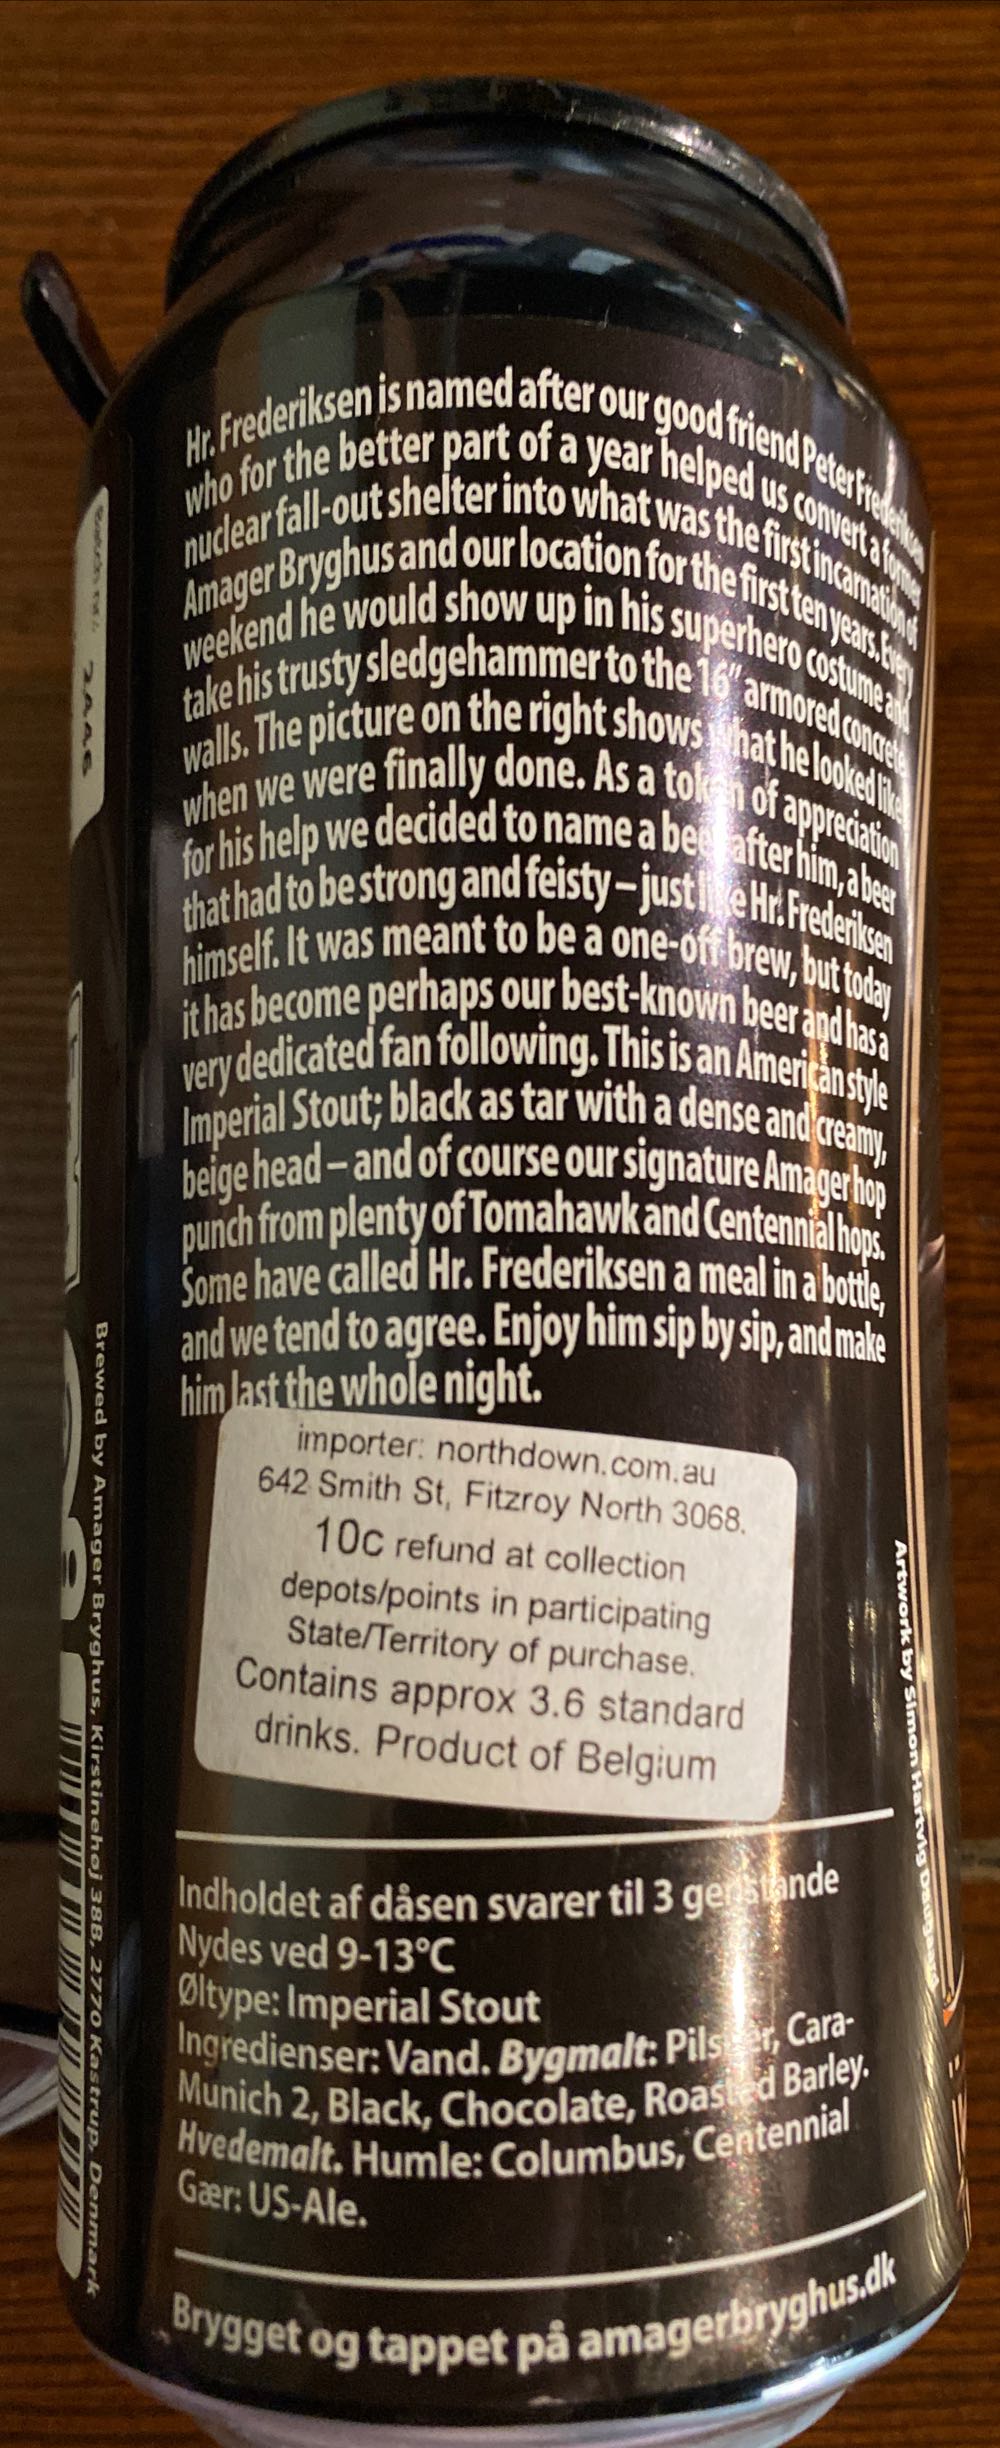 Hr. Frederiksen is named after our good friend Peter Frederiksen
who for the better part of a year helped us convert a former
nuclear fall-out shelter into what was the first incarnation of
Amager Bryghus and our location for the first ten years. Every
weekend he would show up in his superhero costume and
take his trusty sledgehammer to the 16" armored concrete
walls. The picture on the right shows what he looked like
when we were finally done. As a token of appreciation
for his help we decided to name a beer after him, a beer
that had to be strong and feisty – just like Hr. Frederiksen
himself. It was meant to be a one-off brew, but today
it has become perhaps our best-known beer and has a
very dedicated fan following. This is an American style
Imperial Stout; black as tar with a dense and creamy,
beige head – and of course our signature Amager hop
punch from plenty of Tomahawk and Centennial hops.
Some have called Hr. Frederiksen a meal in a bottle,
and we tend to agree. Enjoy him sip by sip, and make
him last the whole night.
importer: northdown.com.au
642 Smith St, Fitzroy North 3068.
10c refund at collection
depots/points in participating
State/Territory of purchase.
Contains approx 3.6 standard
drinks. Product of Belgium
Indholdet af dåsen svarer til 3 genstande
Nydes ved 9-13°C
Øltype: Imperial Stout
Ingredienser: Vand. Bygmalt: Pilsner, Cara-
Munich 2, Black, Chocolate, Roasted Barley.
Hvedemalt. Humle: Columbus, Centennial
Gær: US-Ale.
Brygget og tappet på amagerbryghus.dk
Batch nr.: 2446
Brewed by Amager Bryghus, Kirstinehøj 38B, 2770 Kastrup, Denmark
Artwork by Simon Hartvig